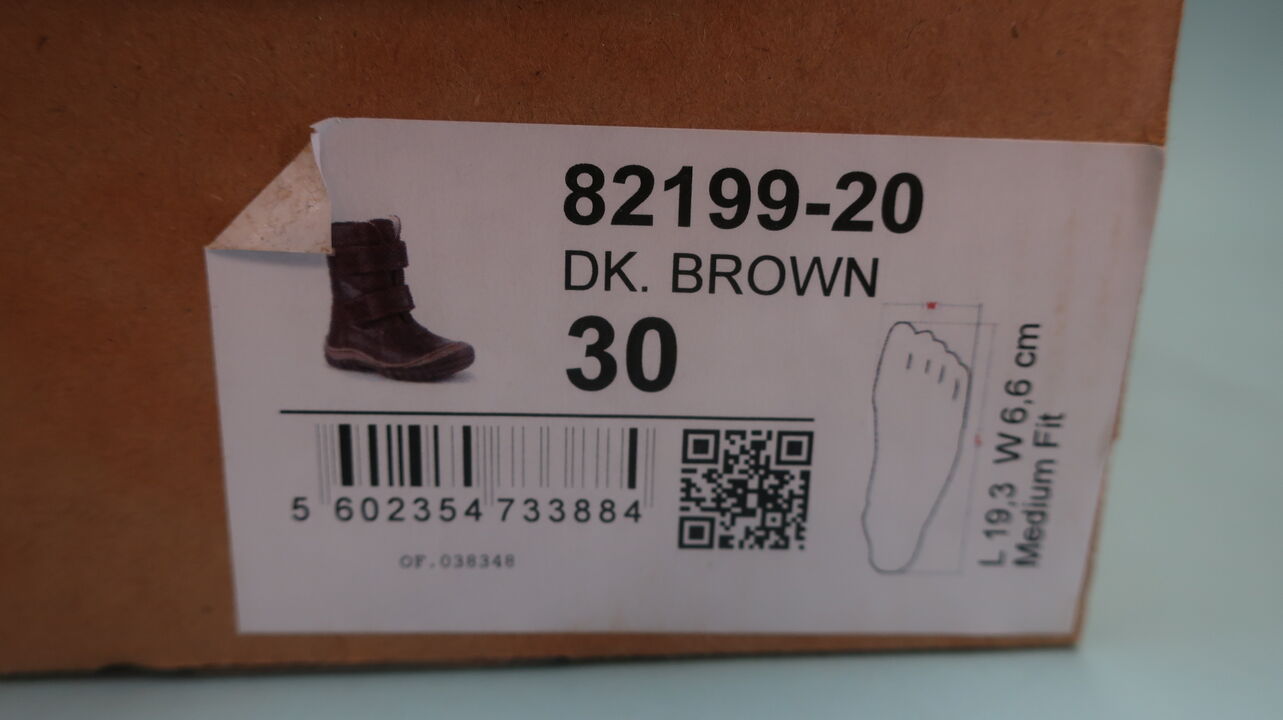 82199-20
DK. BROWN
30
5 602354 733884
OF.038348
L 19,3 W 6,6 cm
Medium Fit